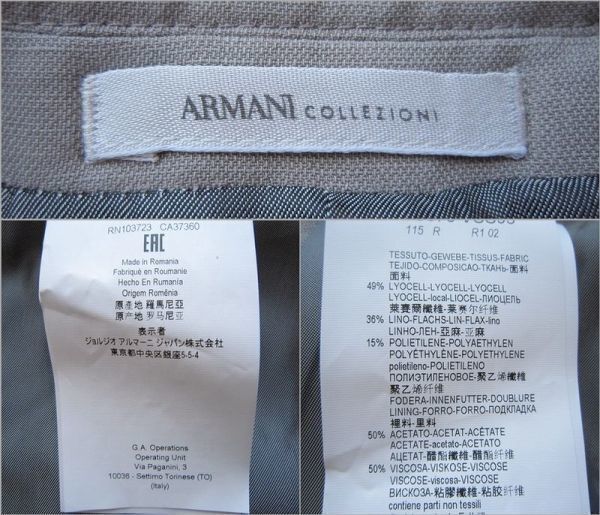 ARMANI COLLEZIONI
RN103723 CA37360
EAC
Made in Romania
Fabriqué en Roumanie
Hecho En Rumanía
Origem Romênia
原產地 羅馬尼亞
原产地 罗马尼亚
表示者
ジョルジオ アルマーニ ジャパン株式会社
東京都中央区銀座5-5-4
G.A. Operations
Operating Unit
Via Paganini, 3
10036 - Settimo Torinese (TO)
(Italy)
115 R R1 02
TESSUTO-GEWEBE-TISSUS-FABRIC
TEJIDO-COMPOSICAO-ТКАНЬ-面料
面料
49% LYOCELL-LYOCELL-LYOCELL
LYOCELL-local-LIOCEL-ЛИОЦЕЛЬ
萊賽爾纖維-莱赛尔纤维
36% LINO-FLACHS-LIN-FLAX-lino
LINHO-ЛЕН-亞麻-亚麻
15% POLIETILENE-POLYAETHYLEN
POLYÉTHYLÈNE-POLYETHYLENE
polietileno-POLIETILENO
ПОЛИЭТИЛЕНОВОЕ-聚乙烯纖維
聚乙烯纤维
FODERA-INNENFUTTER-DOUBLURE
LINING-FORRO-FORRO-ПОДКЛАДКА
裡料-里料
50% ACETATO-ACETAT-ACÉTATE
ACETATE-acetato-ACETATO
АЦЕТАТ-醋酯纖維-醋酯纤维
50% VISCOSA-VISKOSE-VISCOSE
VISCOSE-viscosa-VISCOSE
ВИСКОЗА-粘膠纖維-粘胶纤维
contiene parti non tessili